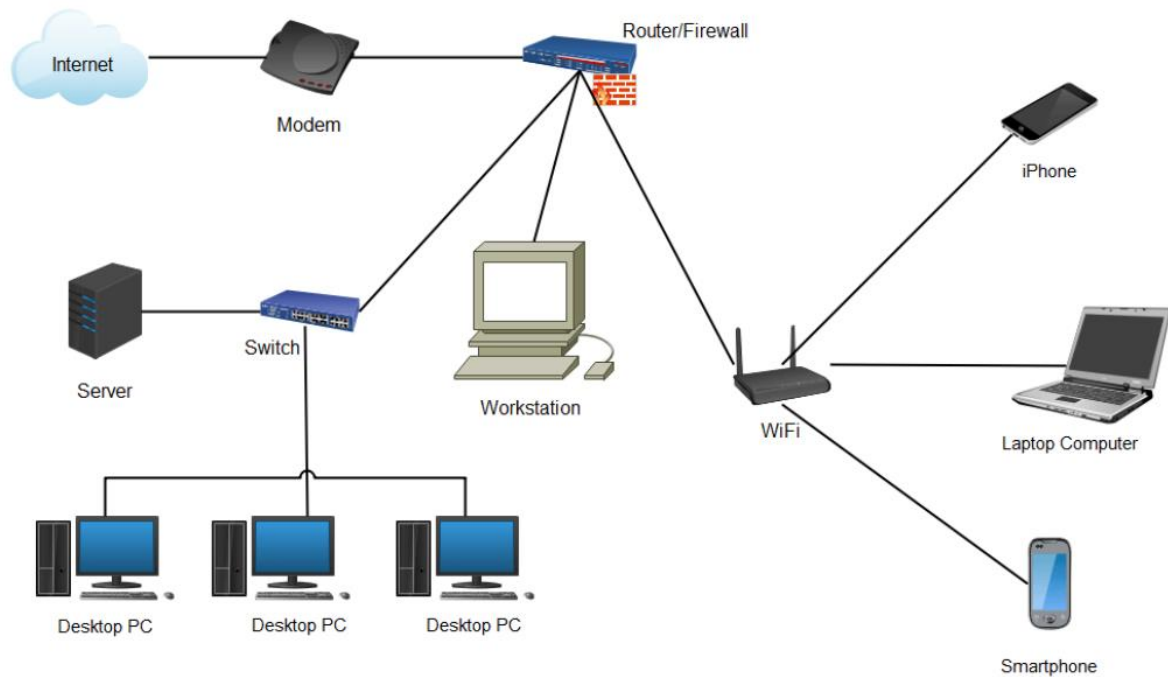 Router/Firewall
Internet
Modem
iPhone
Switch
Server
Workstation
WiFi
Laptop Computer
Desktop PC
Desktop PC
Desktop PC
Smartphone